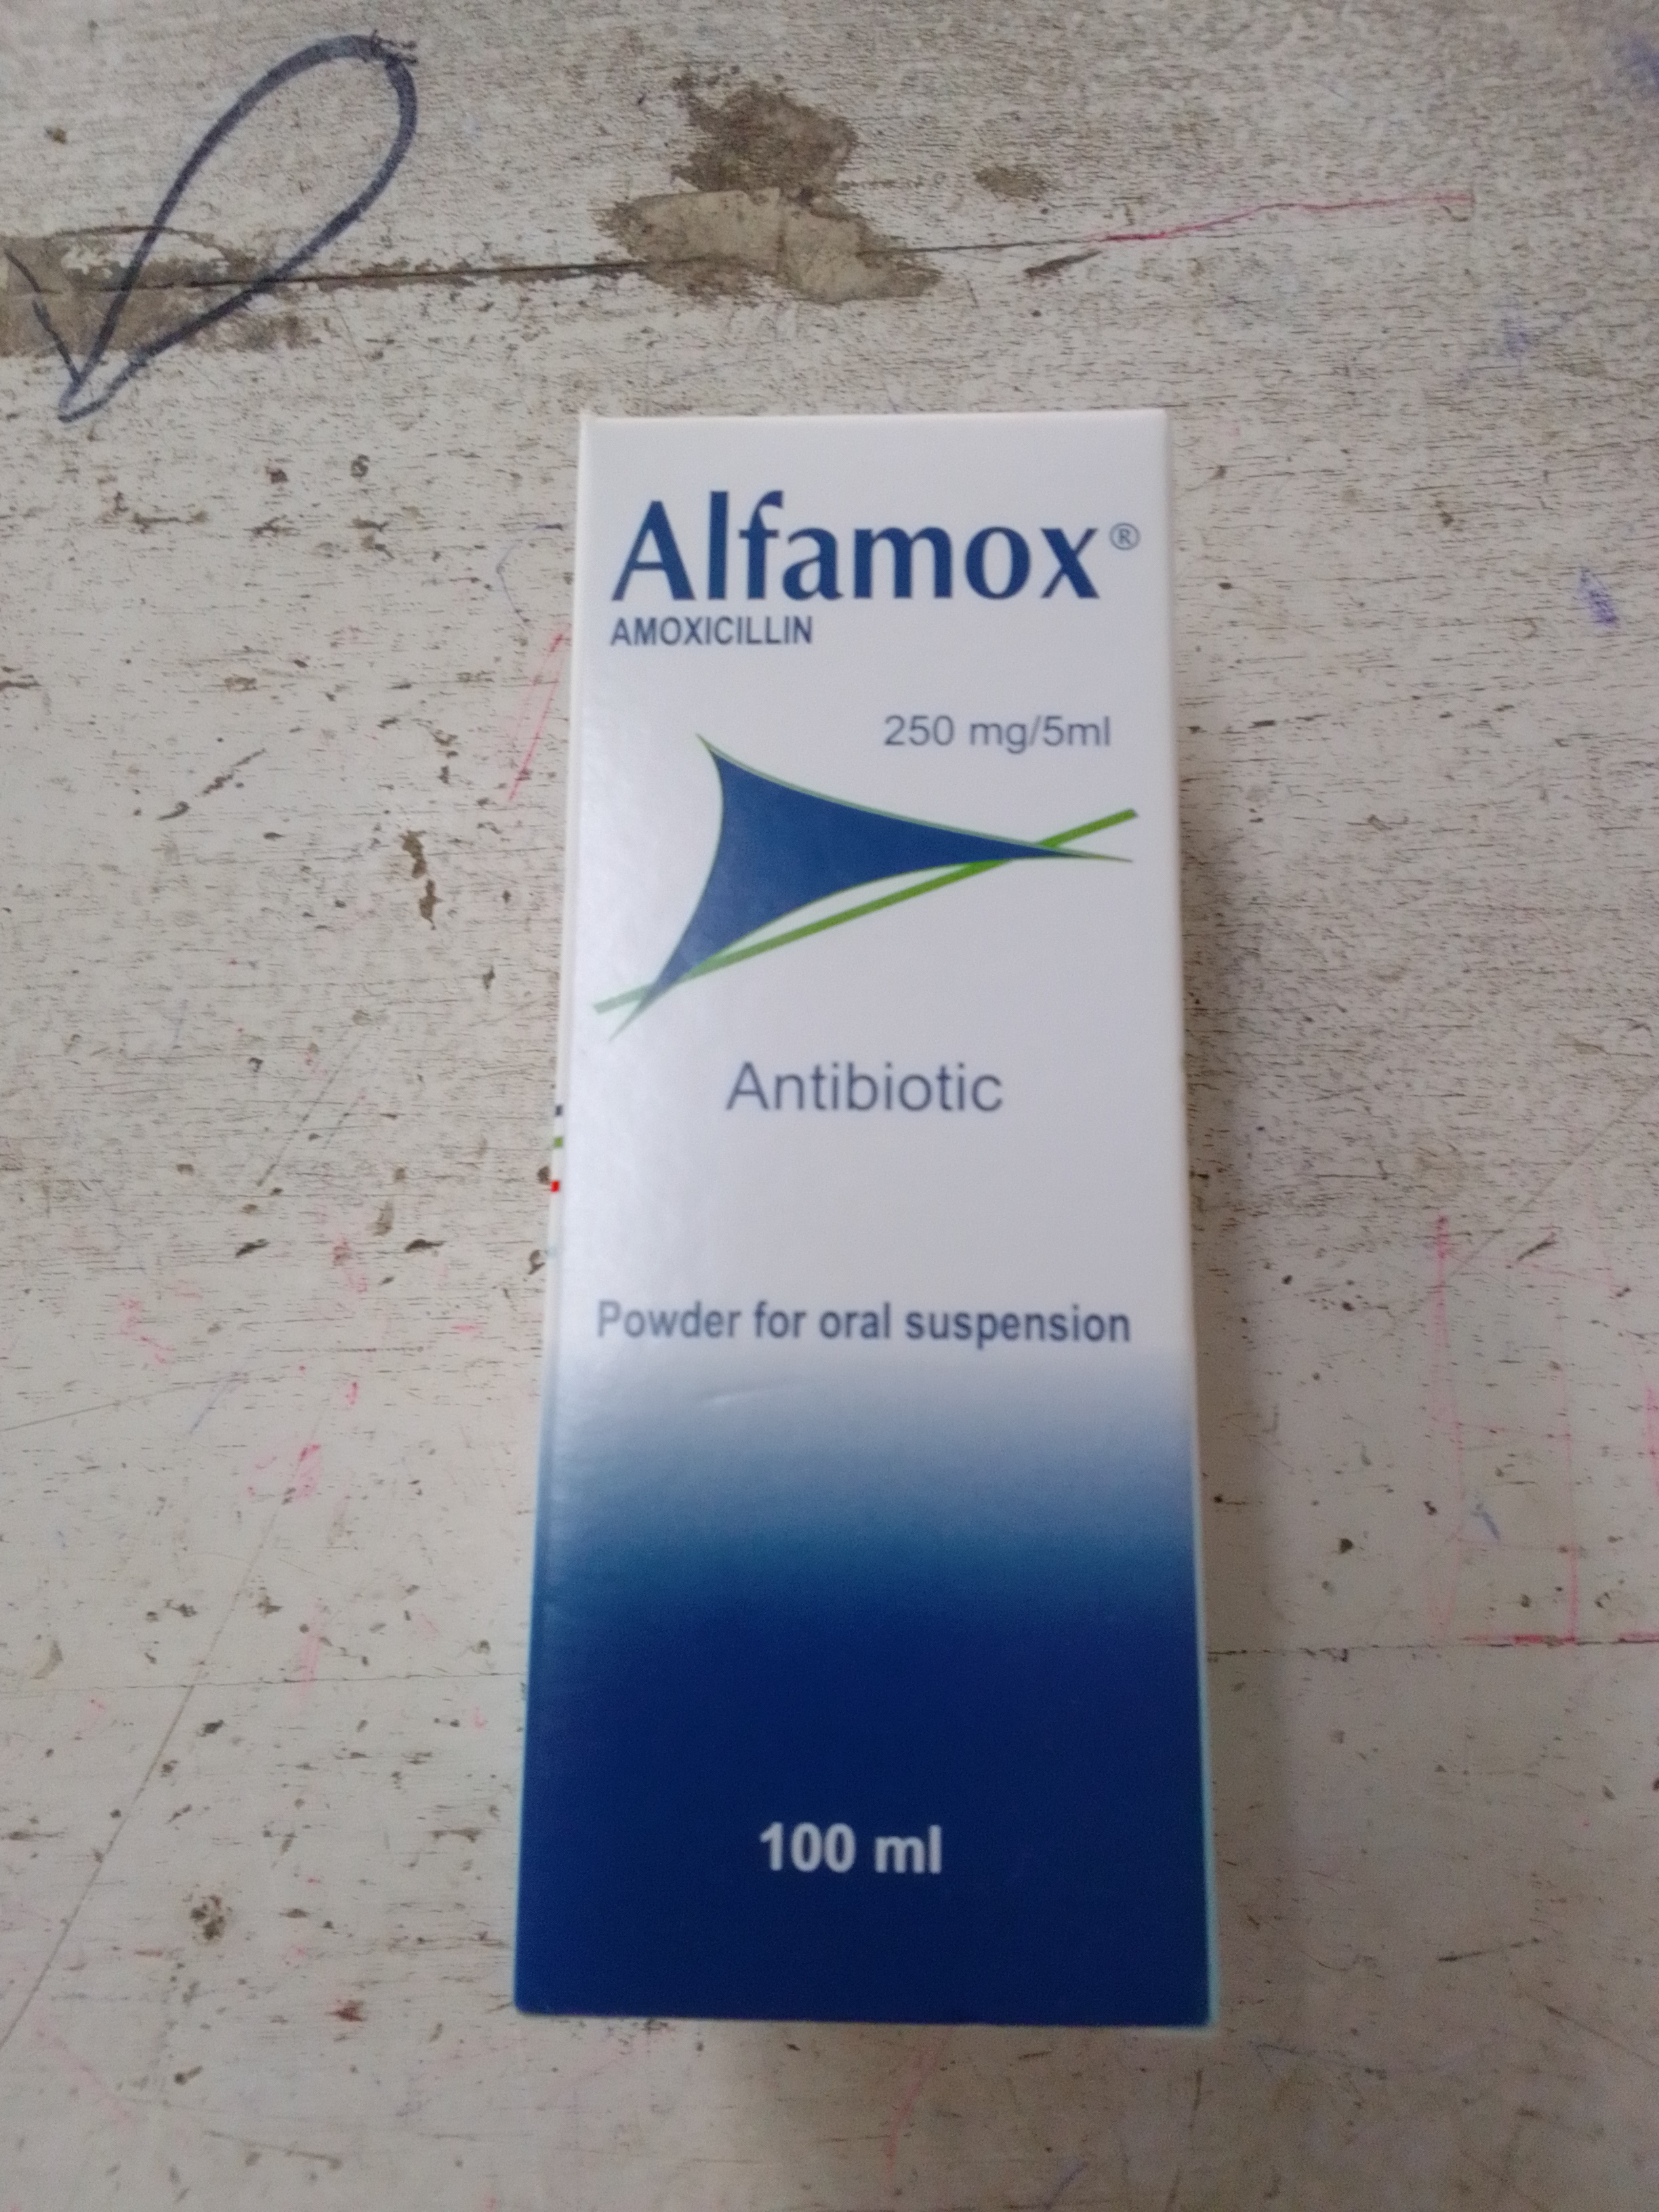 Alfamox®
AMOXICILLIN
250 mg/5ml
Antibiotic
Powder for oral suspension
100 ml